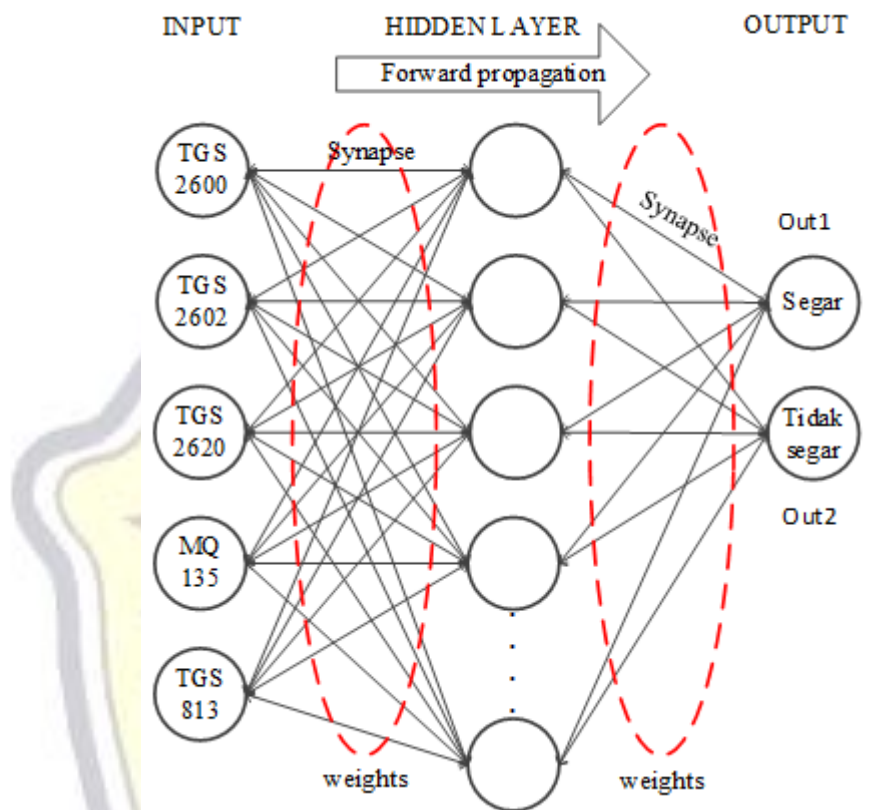 INPUT
HIDDEN LAYER
OUTPUT
Forward propagation
TGS
2600
Synapse
Synapse
Out1
TGS
2602
Segar
TGS
2620
Tidak
segar
Out2
MQ
135
TGS
813
weights
weights